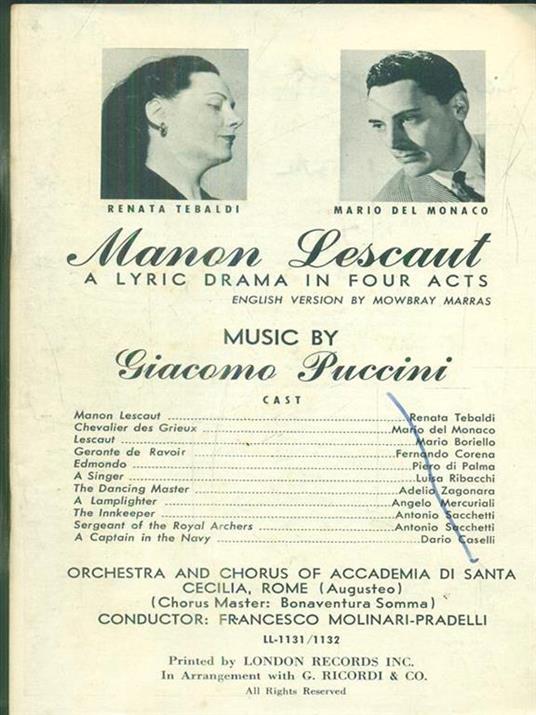 RENATA TEBALDI
MARIO DEL MONACO
Manon Lescaut
A LYRIC DRAMA IN FOUR ACTS
ENGLISH VERSION BY MOWBRAY MARRAS
MUSIC BY
Giacomo Puccini
CAST
Manon Lescaut Renata Tebaldi
Chevalier des Grieux Mario del Monaco
Lescaut Mario Boriello
Geronte de Ravoir Fernando Corena
Edmondo Piero di Palma
A Singer Luisa Ribacchi
The Dancing Master Adelio Zagonara
A Lamplighter Angelo Mercuriali
The Innkeeper Antonio Sacchetti
Sergeant of the Royal Archers Antonio Sacchetti
A Captain in the Navy Dario Caselli
ORCHESTRA AND CHORUS OF ACCADEMIA DI SANTA
CECILIA, ROME (Augusteo)
(Chorus Master: Bonaventura Somma)
CONDUCTOR: FRANCESCO MOLINARI-PRADELLI
LL-1131/1132
Printed by LONDON RECORDS INC.
In Arrangement with G. RICORDI & CO.
All Rights Reserved